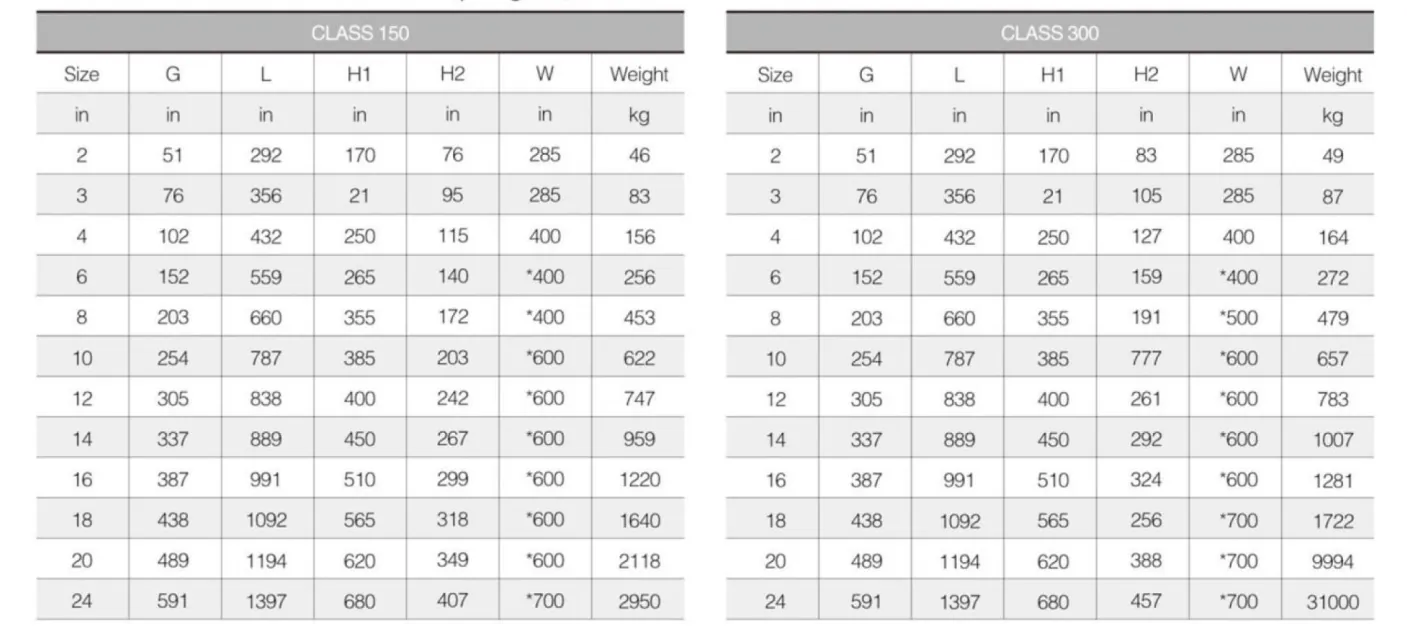 CLASS 150
Size G L H1 H2 W Weight
in in in in in in kg
2 51 292 170 76 285 46
3 76 356 21 95 285 83
4 102 432 250 115 400 156
6 152 559 265 140 *400 256
8 203 660 355 172 *400 453
10 254 787 385 203 *600 622
12 305 838 400 242 *600 747
14 337 889 450 267 *600 959
16 387 991 510 299 *600 1220
18 438 1092 565 318 *600 1640
20 489 1194 620 349 *600 2118
24 591 1397 680 407 *700 2950
CLASS 300
Size G L H1 H2 W Weight
in in in in in in kg
2 51 292 170 83 285 49
3 76 356 21 105 285 87
4 102 432 250 127 400 164
6 152 559 265 159 *400 272
8 203 660 355 191 *500 479
10 254 787 385 777 *600 657
12 305 838 400 261 *600 783
14 337 889 450 292 *600 1007
16 387 991 510 324 *600 1281
18 438 1092 565 256 *700 1722
20 489 1194 620 388 *700 9994
24 591 1397 680 457 *700 31000